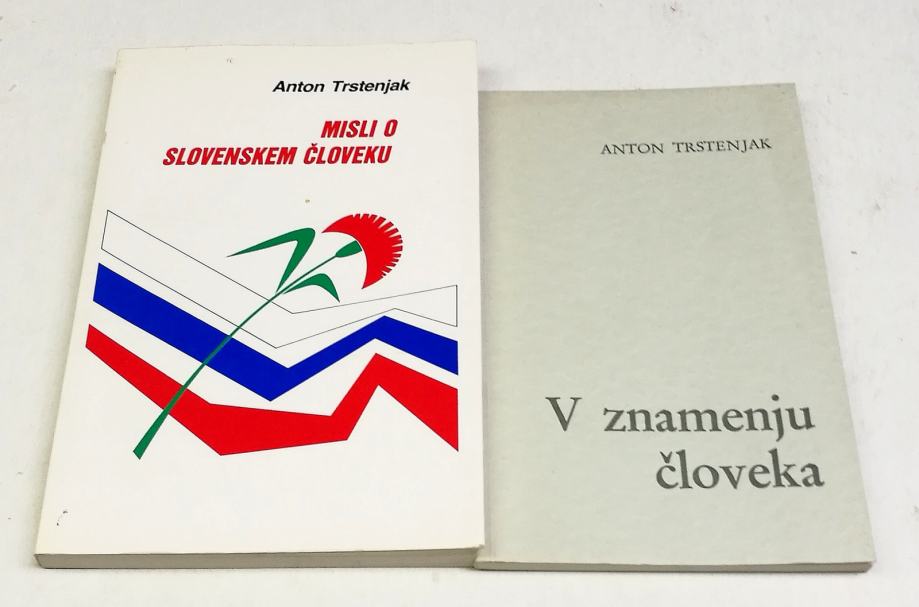 Anton Trstenjak
MISLI O
SLOVENSKEM ČLOVEKU
ANTON TRSTENJAK
V znamenju
človeka